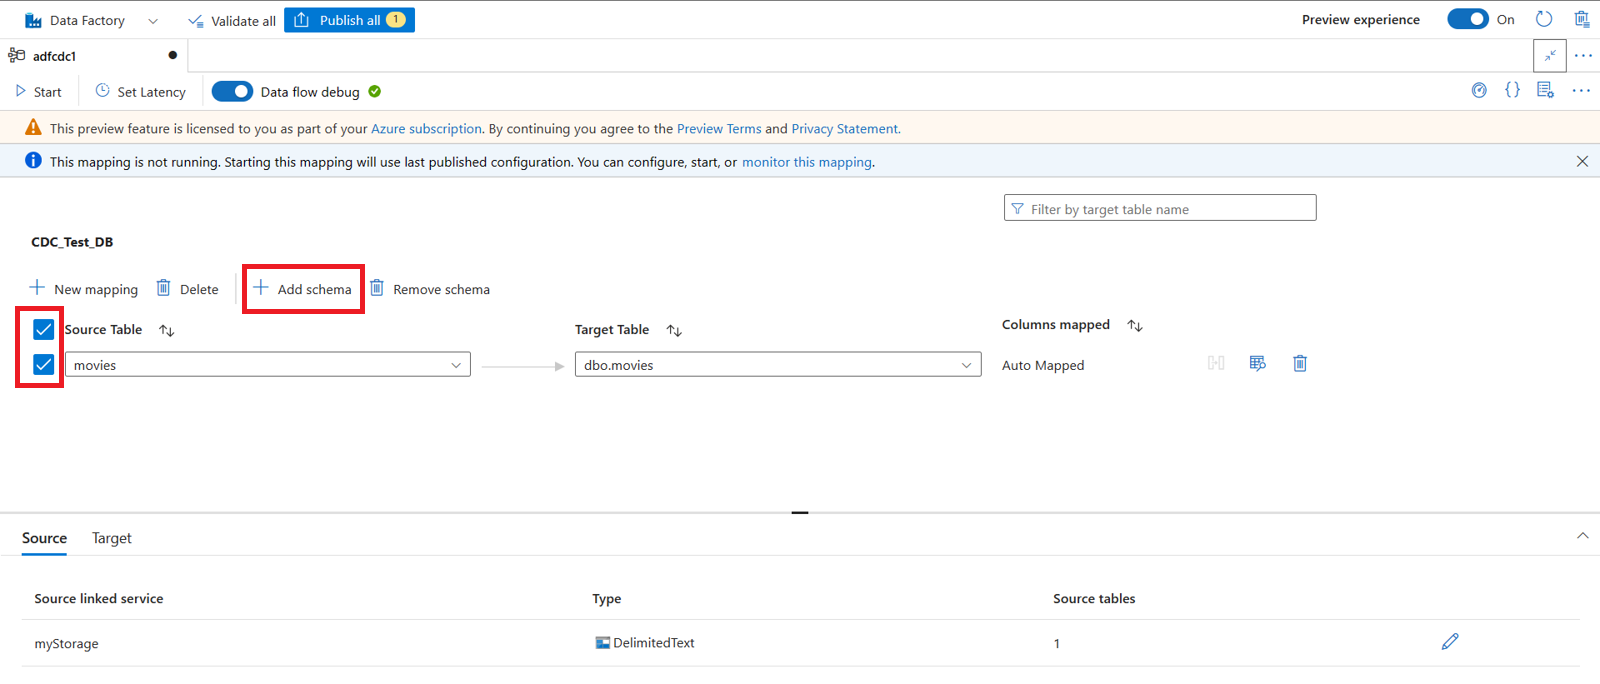 Data Factory Validate all Publish all 1 Preview experience On
adfcdc1
Start Set Latency Data flow debug
This preview feature is licensed to you as part of your Azure subscription. By continuing you agree to the Preview Terms and Privacy Statement.
This mapping is not running. Starting this mapping will use last published configuration. You can configure, start, or monitor this mapping.
Filter by target table name
CDC_Test_DB
New mapping Delete Add schema Remove schema
Source Table Target Table Columns mapped
movies dbo.movies Auto Mapped
Source Target
Source linked service Type Source tables
myStorage DelimitedText 1